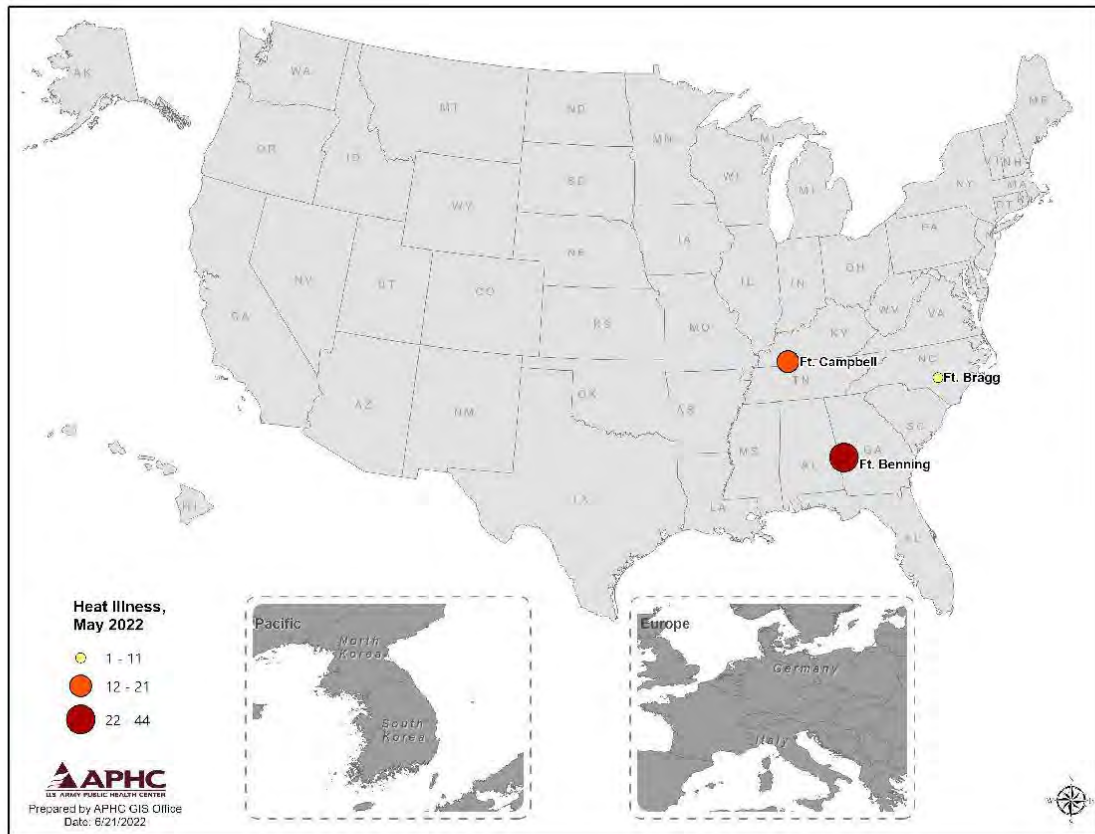 AK
WA
MT
ND
MN
MI
ME
OR
ID
SD
WI
MI
NY
NH
MA
WY
IA
PA
NE
NV
UT
CO
IL
IN
OH
WV
VA
CA
KS
MO
KY
NC
Ft. Campbell
Ft. Bragg
TN
AZ
NM
OK
AR
SC
MS
AL
GA
Ft. Benning
TX
LA
HI
Heat Illness,
May 2022
1 - 11
12 - 21
22 - 44
Pacific
North
Korea
South
Korea
Europe
Germany
Italy
APHC
U.S. ARMY PUBLIC HEALTH CENTER
Prepared by APHC GIS Office
Date: 6/21/2022